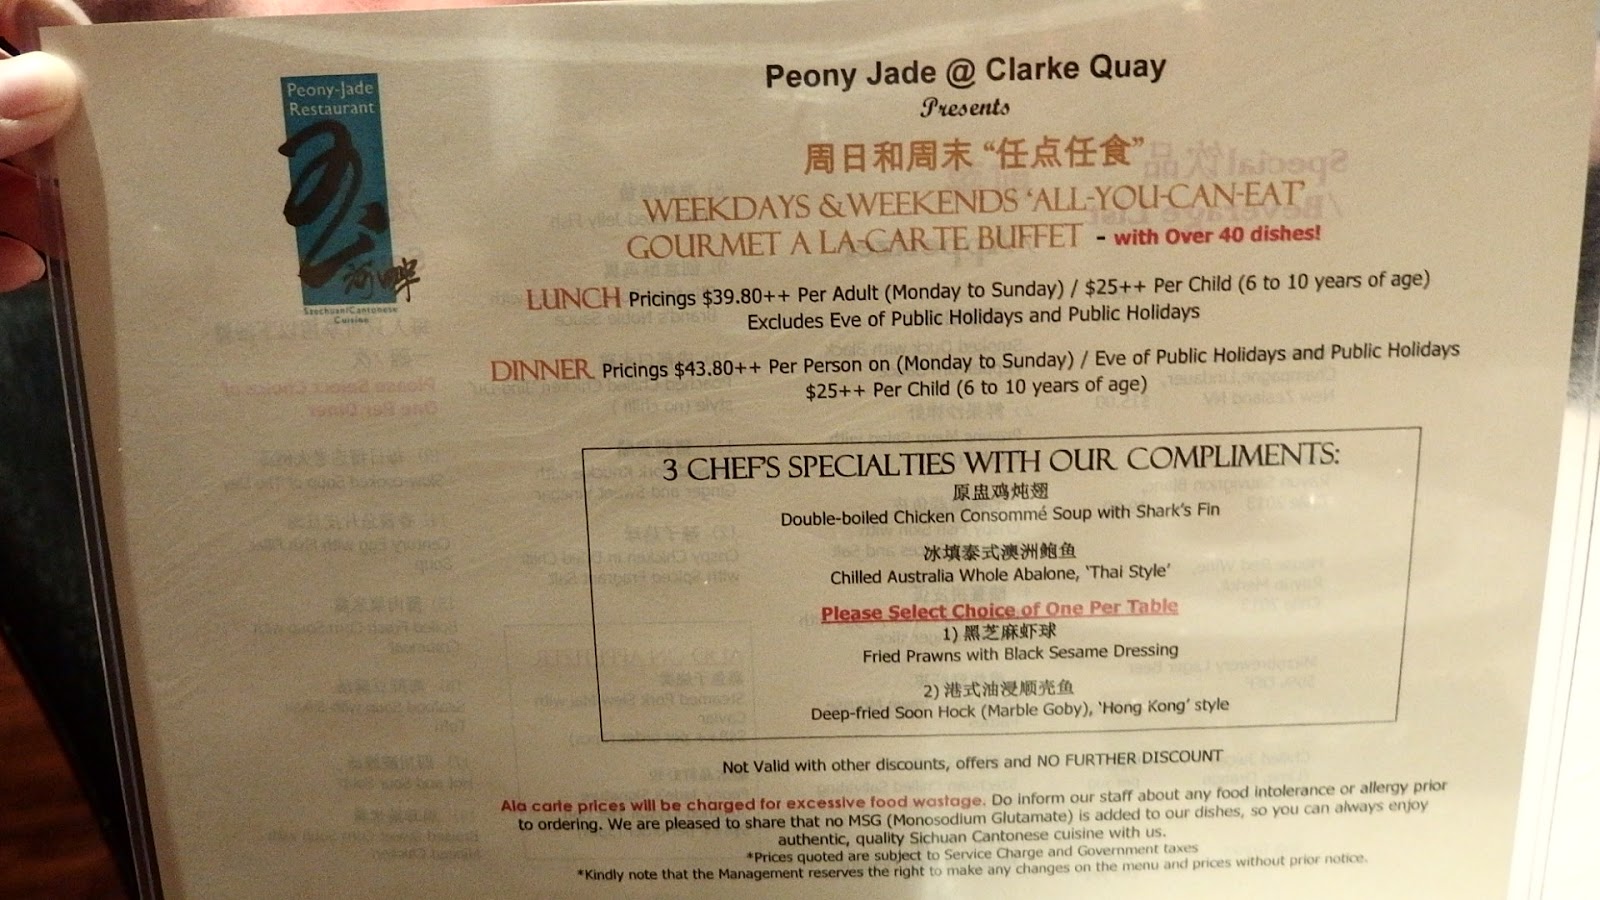 Peony-Jade
Restaurant
玉
河畔
Szechuan/Cantonese
Cuisine
Peony Jade @ Clarke Quay
Presents
周日和周末 “任点任食”
WEEKDAYS & WEEKENDS ‘ALL-YOU-CAN-EAT’
GOURMET A LA-CARTE BUFFET - with Over 40 dishes!
LUNCH Pricings $39.80++ Per Adult (Monday to Sunday) / $25++ Per Child (6 to 10 years of age)
Excludes Eve of Public Holidays and Public Holidays
DINNER Pricings $43.80++ Per Person on (Monday to Sunday) / Eve of Public Holidays and Public Holidays
$25++ Per Child (6 to 10 years of age)
3 CHEF'S SPECIALTIES WITH OUR COMPLIMENTS:
原盅鸡炖翅
Double-boiled Chicken Consommé Soup with Shark's Fin
冰填泰式澳洲鲍鱼
Chilled Australia Whole Abalone, ‘Thai Style’
Please Select Choice of One Per Table
1) 黑芝麻虾球
Fried Prawns with Black Sesame Dressing
2) 港式油浸顺壳鱼
Deep-fried Soon Hock (Marble Goby), ‘Hong Kong’ style
Not Valid with other discounts, offers and NO FURTHER DISCOUNT
Ala carte prices will be charged for excessive food wastage. Do inform our staff about any food intolerance or allergy prior
to ordering. We are pleased to share that no MSG (Monosodium Glutamate) is added to our dishes, so you can always enjoy
authentic, quality Sichuan Cantonese cuisine with us.
*Prices quoted are subject to Service Charge and Government taxes
*Kindly note that the Management reserves the right to make any changes on the menu and prices without prior notice.